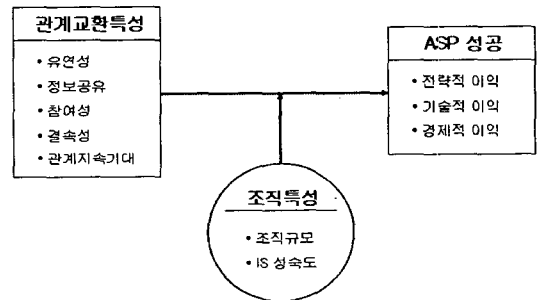 관계교환특성
• 유연성
• 정보공유
• 참여성
• 결속성
• 관계지속기대
ASP 성공
• 전략적 이익
• 기술적 이익
• 경제적 이익
조직특성
• 조직규모
• IS 성숙도